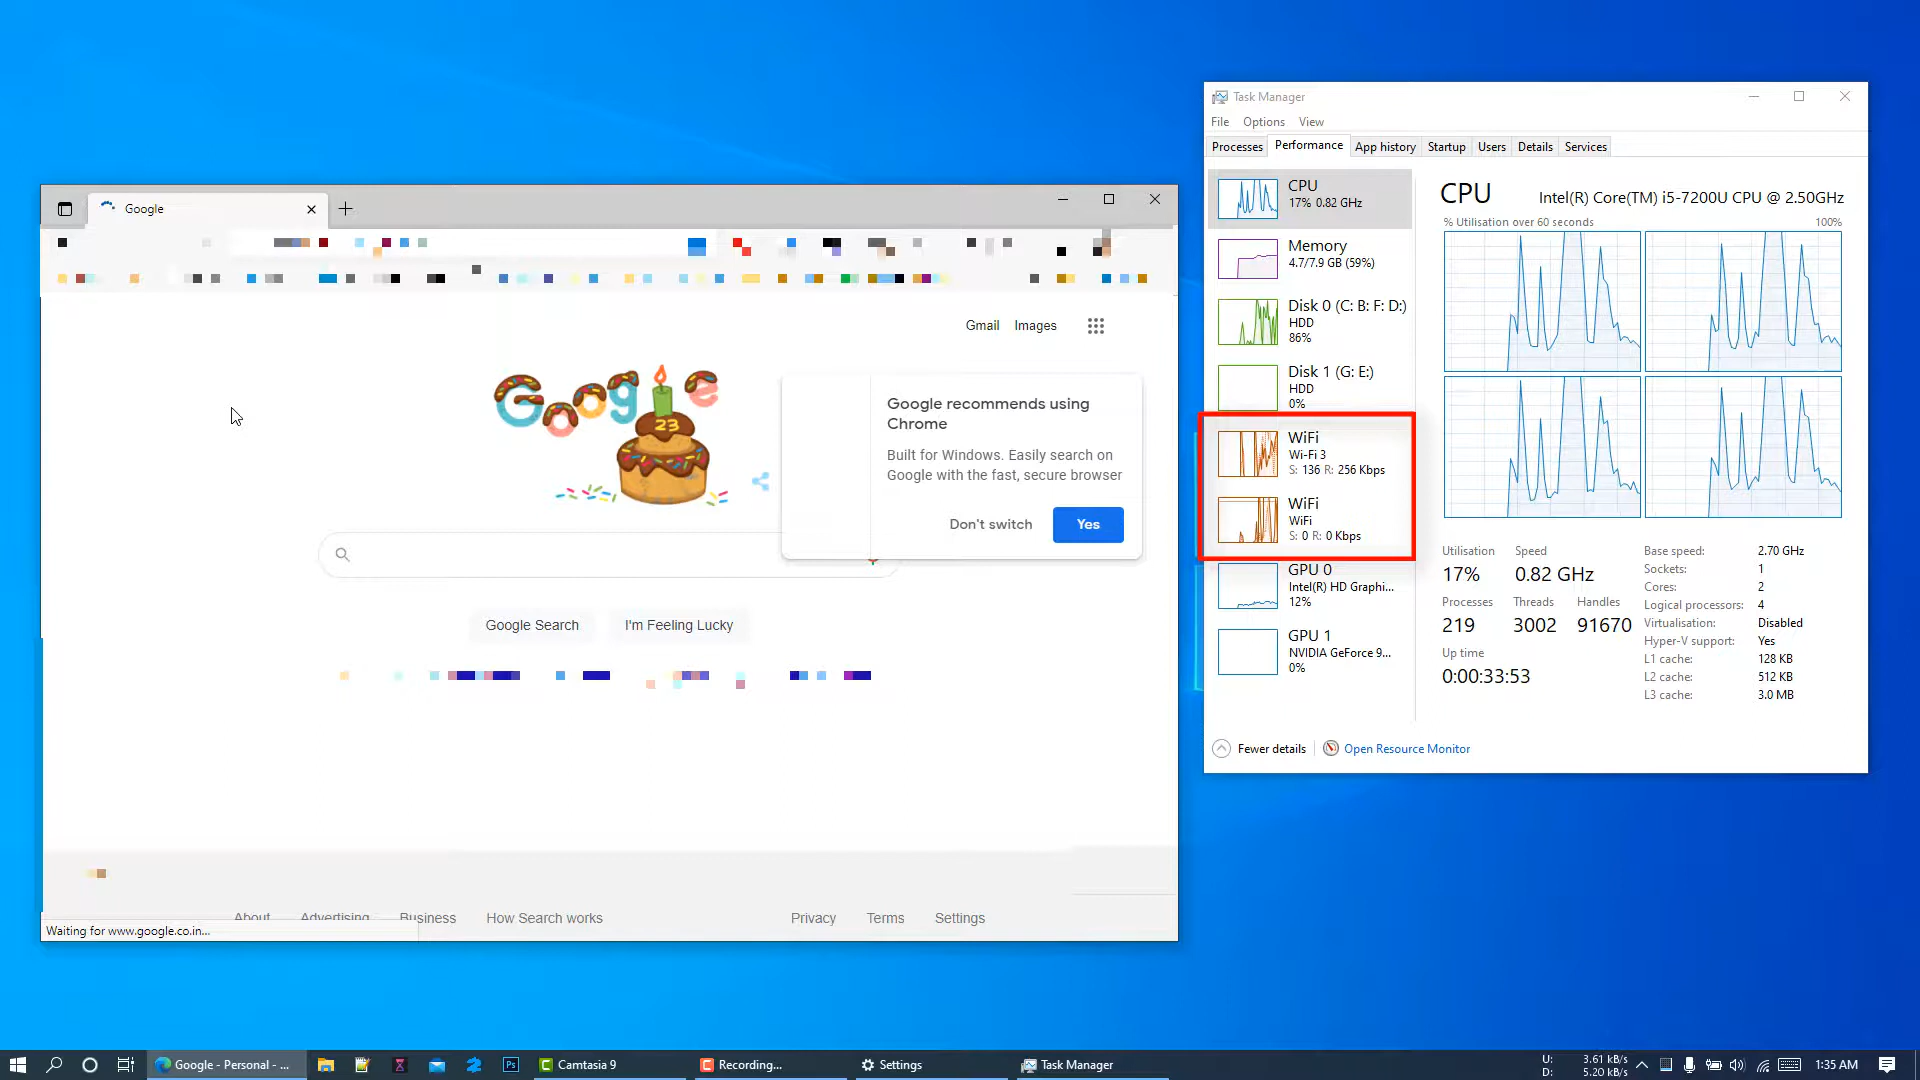 Google
Gmail Images
Google
23
Google recommends using
Chrome
Built for Windows. Easily search on
Google with the fast, secure browser
Don't switch Yes
Google Search I'm Feeling Lucky
About Advertising Business How Search works Privacy Terms Settings
Waiting for www.google.co.in...
Task Manager
File Options View
Processes Performance App history Startup Users Details Services
CPU
17% 0.82 GHz
Memory
4.7/7.9 GB (59%)
Disk 0 (C: B: F: D:)
HDD
86%
Disk 1 (G: E:)
HDD
0%
WiFi
Wi-Fi 3
S: 136 R: 256 Kbps
WiFi
WiFi
S: 0 R: 0 Kbps
GPU 0
Intel(R) HD Graphi...
12%
GPU 1
NVIDIA GeForce 9...
0%
CPU Intel(R) Core(TM) i5-7200U CPU @ 2.50GHz
% Utilisation over 60 seconds 100%
Utilisation Speed
17% 0.82 GHz
Processes Threads Handles
219 3002 91670
Up time
0:00:33:53
Base speed: 2.70 GHz
Sockets: 1
Cores: 2
Logical processors: 4
Virtualisation: Disabled
Hyper-V support: Yes
L1 cache: 128 KB
L2 cache: 512 KB
L3 cache: 3.0 MB
Fewer details Open Resource Monitor
Google - Personal - ... Ps Camtasia 9 Recording... Settings Task Manager
U: 3.61 kB/s
D: 5.20 kB/s
1:35 AM